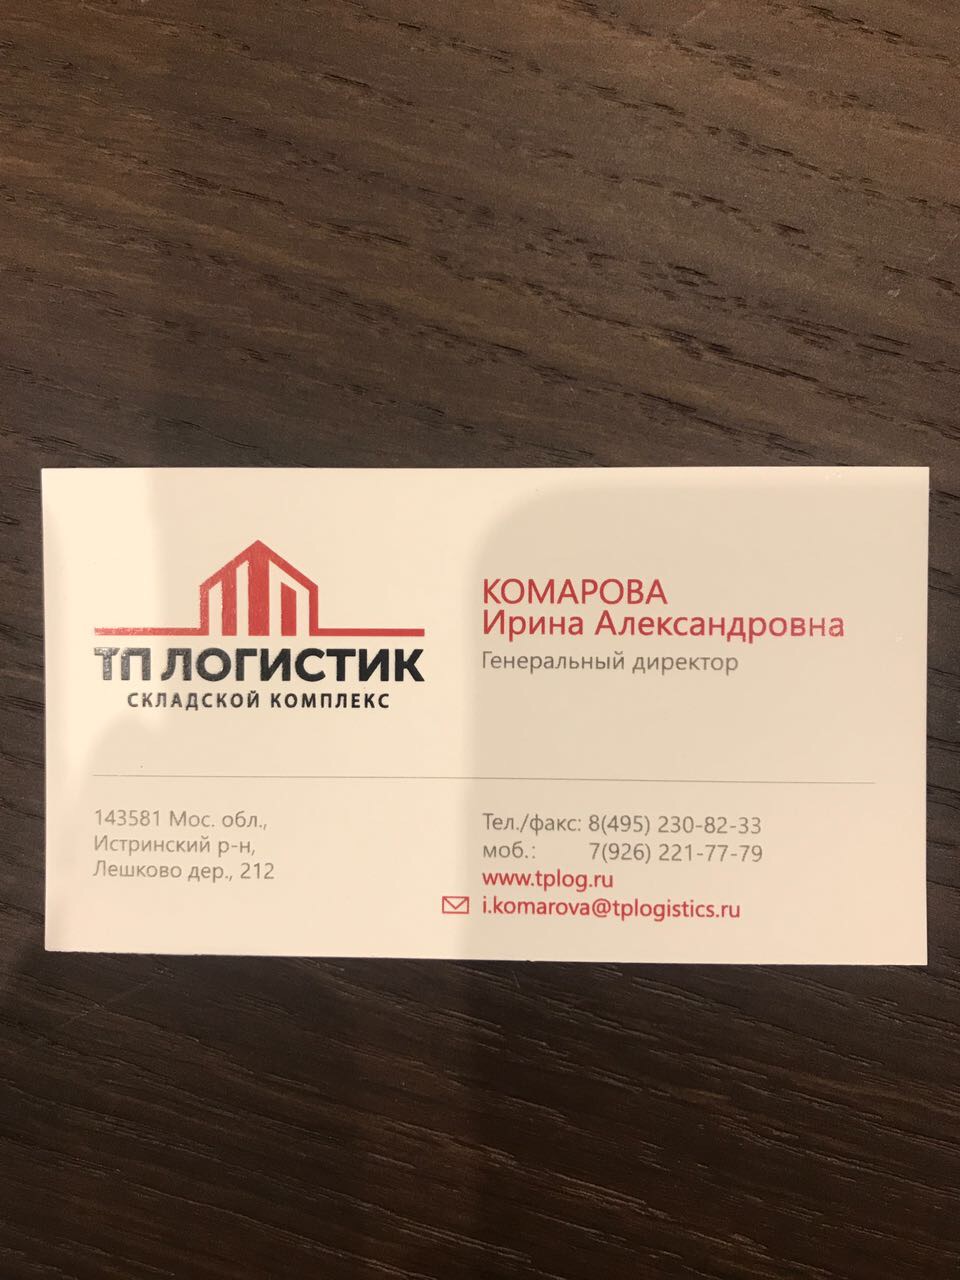 ТП ЛОГИСТИК
СКЛАДСКОЙ КОМПЛЕКС
КОМАРОВА
Ирина Александровна
Генеральный директор
143581 Мос. обл.,
Истринский р-н,
Лешково дер., 212
Тел./факс: 8(495) 230-82-33
моб.: 7(926) 221-77-79
www.tplog.ru
i.komarova@tplogistics.ru